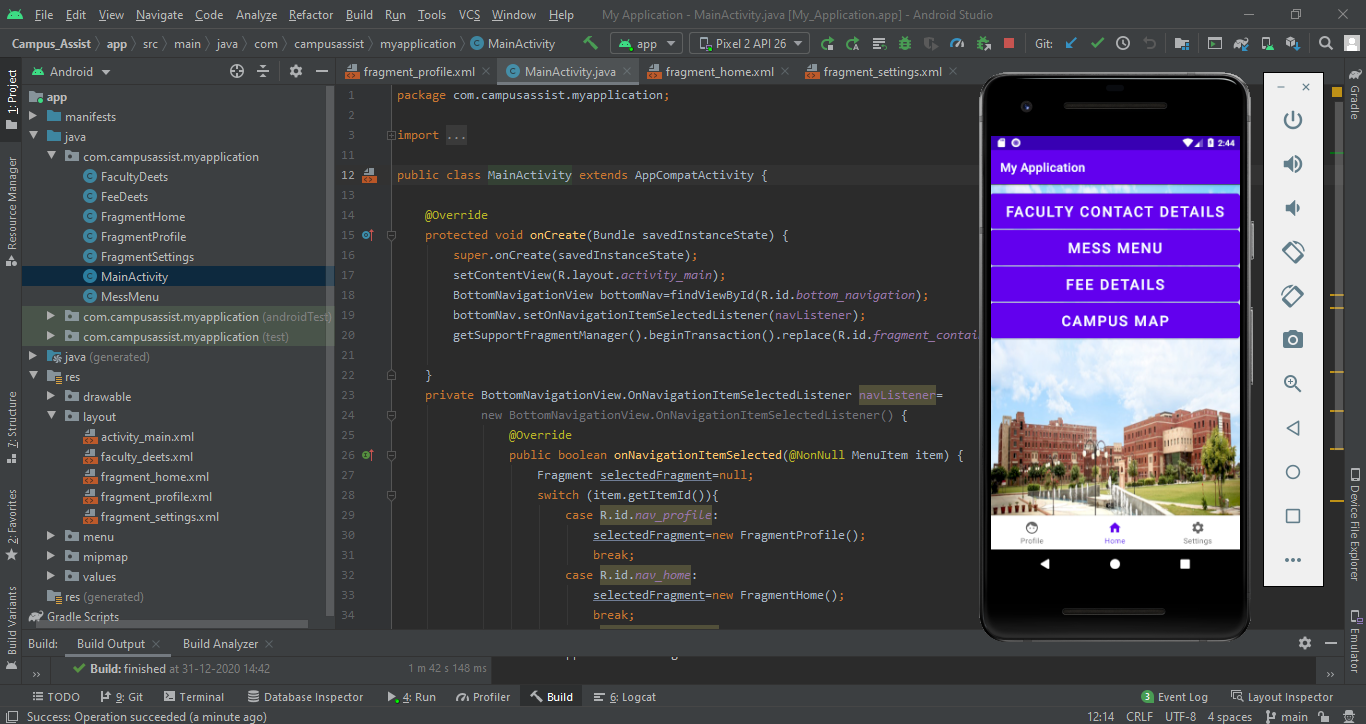 File Edit View Navigate Code Analyze Refactor Build Run Tools VCS Window Help My Application - MainActivity.java [My_Application.app] - Android Studio
Campus_Assist app src main java com campusassist myapplication MainActivity app Pixel 2 API 26 Git:
1: Project
Resource Manager
7: Structure
2: Favorites
Build Variants
Android
app
manifests
java
com.campusassist.myapplication
FacultyDeets
FeeDeets
FragmentHome
FragmentProfile
FragmentSettings
MainActivity
MessMenu
com.campusassist.myapplication (androidTest)
com.campusassist.myapplication (test)
java (generated)
res
drawable
layout
activity_main.xml
faculty_deets.xml
fragment_home.xml
fragment_profile.xml
fragment_settings.xml
menu
mipmap
values
res (generated)
Gradle Scripts
fragment_profile.xml MainActivity.java fragment_home.xml fragment_settings.xml
1 package com.campusassist.myapplication;
2
3 import ...
11
12 public class MainActivity extends AppCompatActivity {
13
14 @Override
15 protected void onCreate(Bundle savedInstanceState) {
16 super.onCreate(savedInstanceState);
17 setContentView(R.layout.activity_main);
18 BottomNavigationView bottomNav=findViewById(R.id.bottom_navigation);
19 bottomNav.setOnNavigationItemSelectedListener(navListener);
20 getSupportFragmentManager().beginTransaction().replace(R.id.fragment_contai
21
22 }
23 private BottomNavigationView.OnNavigationItemSelectedListener navListener=
24 new BottomNavigationView.OnNavigationItemSelectedListener() {
25 @Override
26 public boolean onNavigationItemSelected(@NonNull MenuItem item) {
27 Fragment selectedFragment=null;
28 switch (item.getItemId()){
29 case R.id.nav_profile:
30 selectedFragment=new FragmentProfile();
31 break;
32 case R.id.nav_home:
33 selectedFragment=new FragmentHome();
34 break;
2:44
My Application
FACULTY CONTACT DETAILS
MESS MENU
FEE DETAILS
CAMPUS MAP
Profile Home Settings
Gradle
Device File Explorer
Emulator
Build: Build Output Build Analyzer
Build: finished at 31-12-2020 14:42 1 m 42 s 148 ms
TODO 9: Git Terminal Database Inspector 4: Run Profiler Build 6: Logcat 3 Event Log Layout Inspector
Success: Operation succeeded (a minute ago) 12:14 CRLF UTF-8 4 spaces main